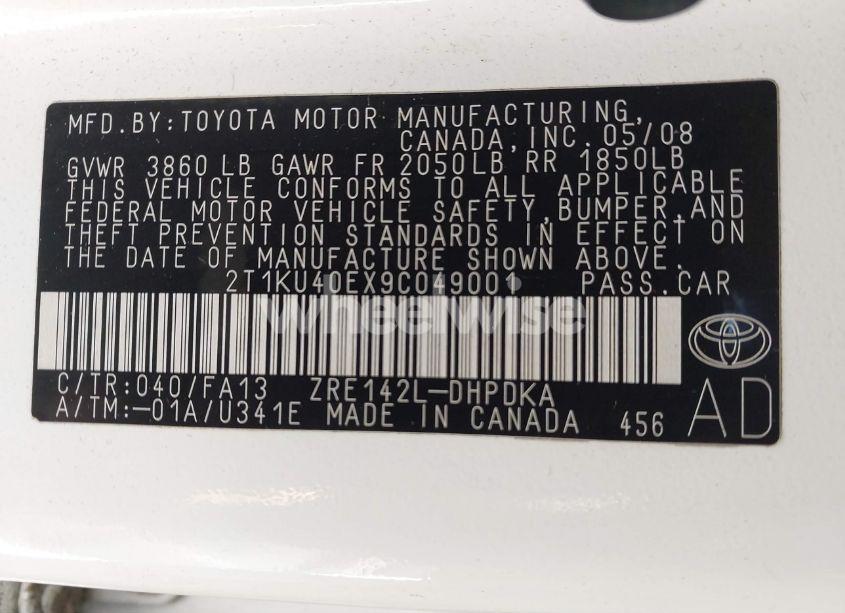 MFD.BY:TOYOTA MOTOR MANUFACTURING,
CANADA,INC. 05/08
GVWR 3860 LB GAWR FR 2050LB RR 1850LB
THIS VEHICLE CONFORMS TO ALL APPLICABLE
FEDERAL MOTOR VEHICLE SAFETY,BUMPER,AND
THEFT PREVENTION STANDARDS IN EFFECT ON
THE DATE OF MANUFACTURE SHOWN ABOVE.
2T1KU40EX9C049001 PASS.CAR
wheelwise
C/TR:040/FA13 ZRE142L-DHPDKA
A/TM:-01A/U341E MADE IN CANADA 456 AD